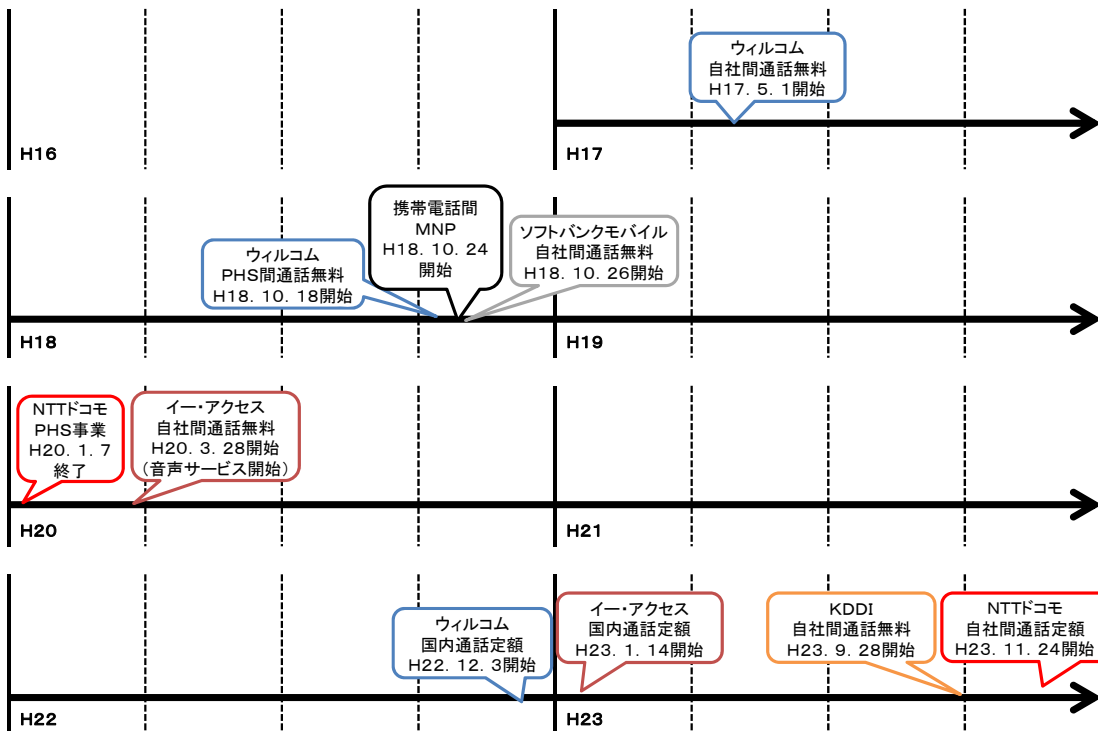 ウィルコム
自社間通話無料
H17. 5. 1開始
H16
H17
ウィルコム
PHS間通話無料
H18. 10. 18開始
携帯電話間
MNP
H18. 10. 24
開始
ソフトバンクモバイル
自社間通話無料
H18. 10. 26開始
H18
H19
NTTドコモ
PHS事業
H20. 1. 7
終了
イー・アクセス
自社間通話無料
H20. 3. 28開始
(音声サービス開始)
H20
H21
ウィルコム
国内通話定額
H22. 12. 3開始
イー・アクセス
国内通話定額
H23. 1. 14開始
KDDI
自社間通話無料
H23. 9. 28開始
NTTドコモ
自社間通話定額
H23. 11. 24開始
H22
H23